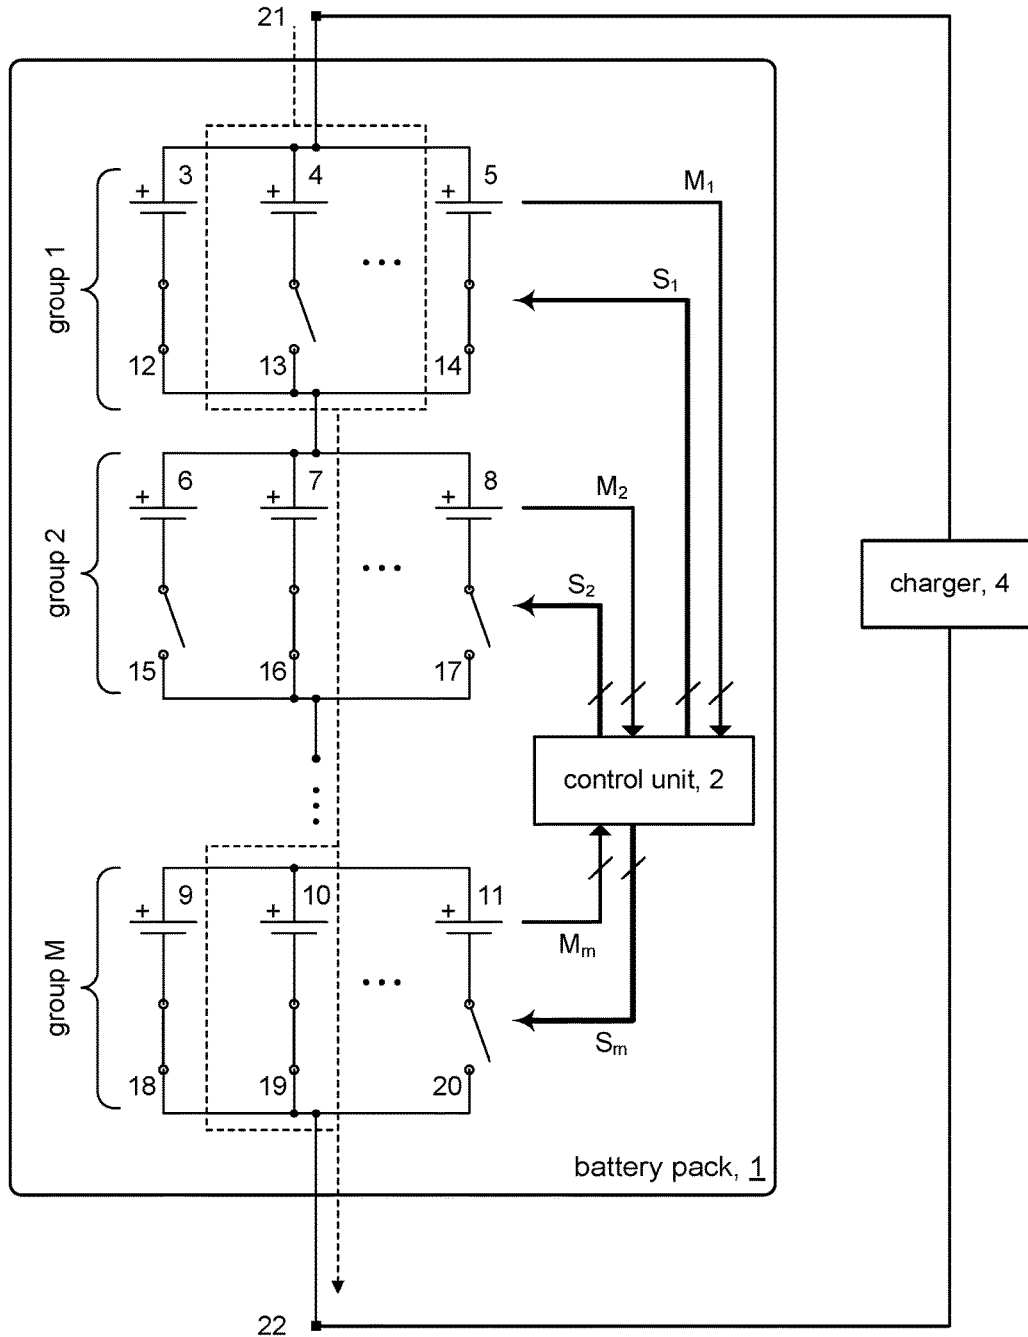 21
3 4 5
+ + +
M1
group 1
S1
12 13 14
6 7 8
+ + +
M2
group 2
S2
charger, 4
15 16 17
control unit, 2
9 10 11
+ + +
Mm
group M
Sm
18 19 20
battery pack, 1
22